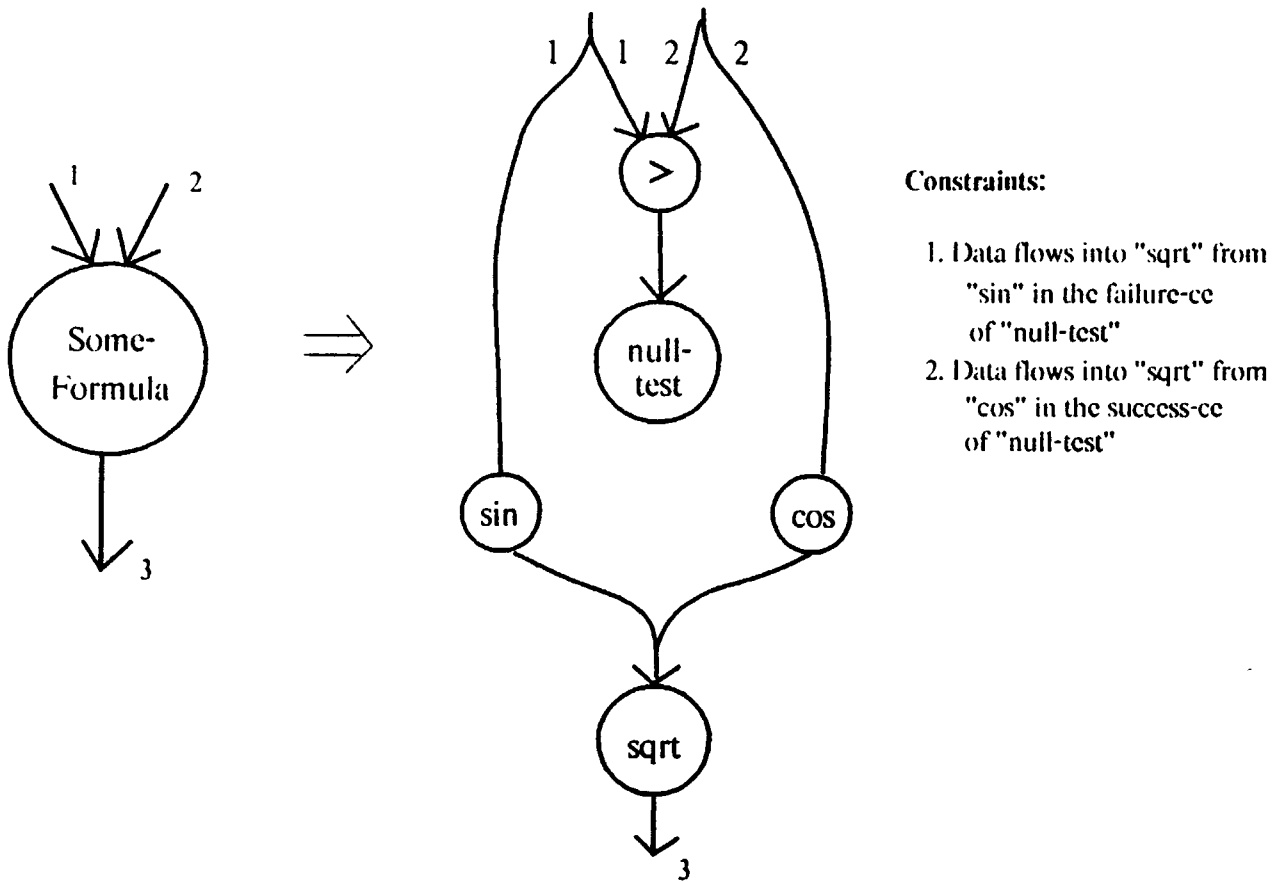 1
2
Some-
Formula
3
1
1
2
2
>
null-
test
sin
cos
sqrt
3
Constraints:
1. Data flows into "sqrt" from
"sin" in the failure-ce
of "null-test"
2. Data flows into "sqrt" from
"cos" in the success-ce
of "null-test"